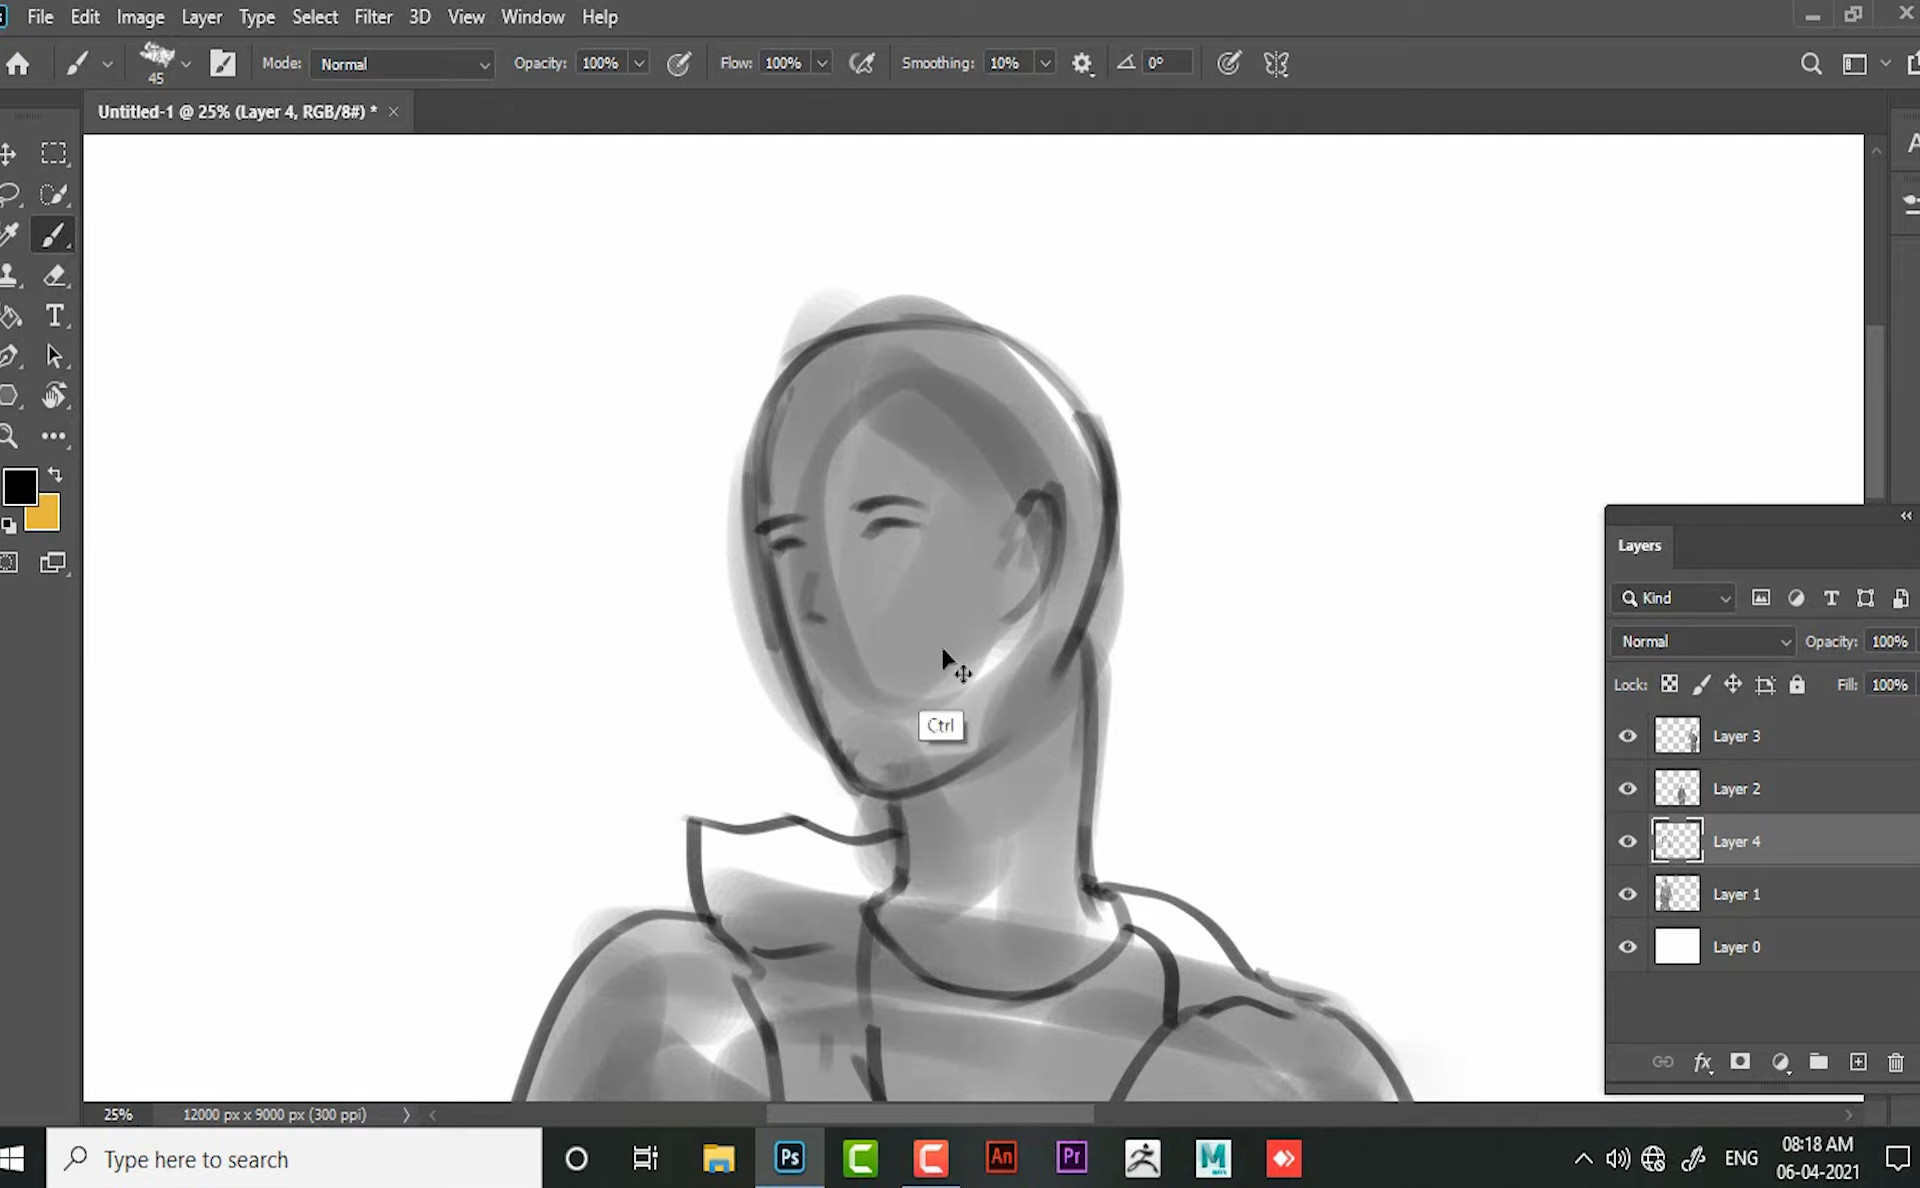 File Edit Image Layer Type Select Filter 3D View Window Help
45 Mode: Normal Opacity: 100% Flow: 100% Smoothing: 10% 0°
Untitled-1 @ 25% (Layer 4, RGB/8#) *
Ctrl
Layers
Kind
Normal Opacity: 100%
Lock: Fill: 100%
Layer 3
Layer 2
Layer 4
Layer 1
Layer 0
fx
25% 12000 px x 9000 px (300 ppi)
Type here to search
Ps
An
Pr
M
ENG
08:18 AM
06-04-2021